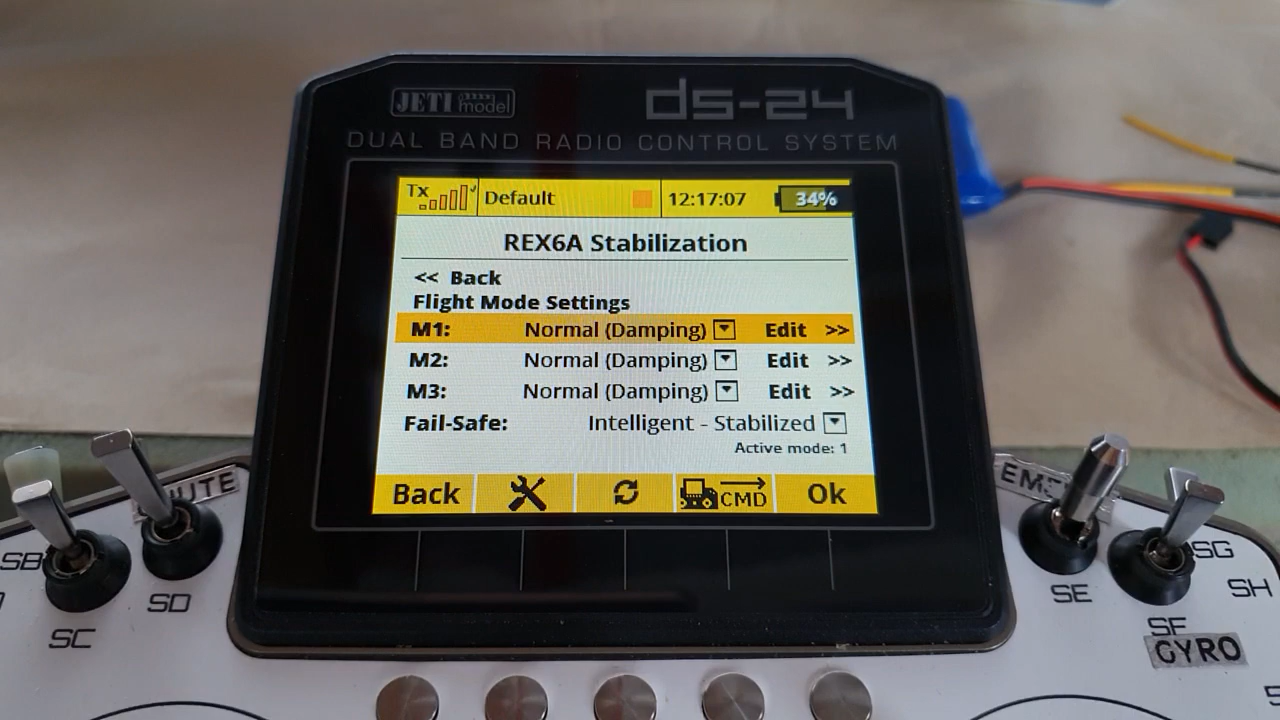 JETI model
ds-24
DUAL BAND RADIO CONTROL SYSTEM
Tx Default 12:17:07 34%
REX6A Stabilization
<< Back
Flight Mode Settings
M1: Normal (Damping) Edit >>
M2: Normal (Damping) Edit >>
M3: Normal (Damping) Edit >>
Fail-Safe: Intelligent - Stabilized
Active mode: 1
Back CMD Ok
SB
SD
SC
SE
SG
SH
SF
GYRO